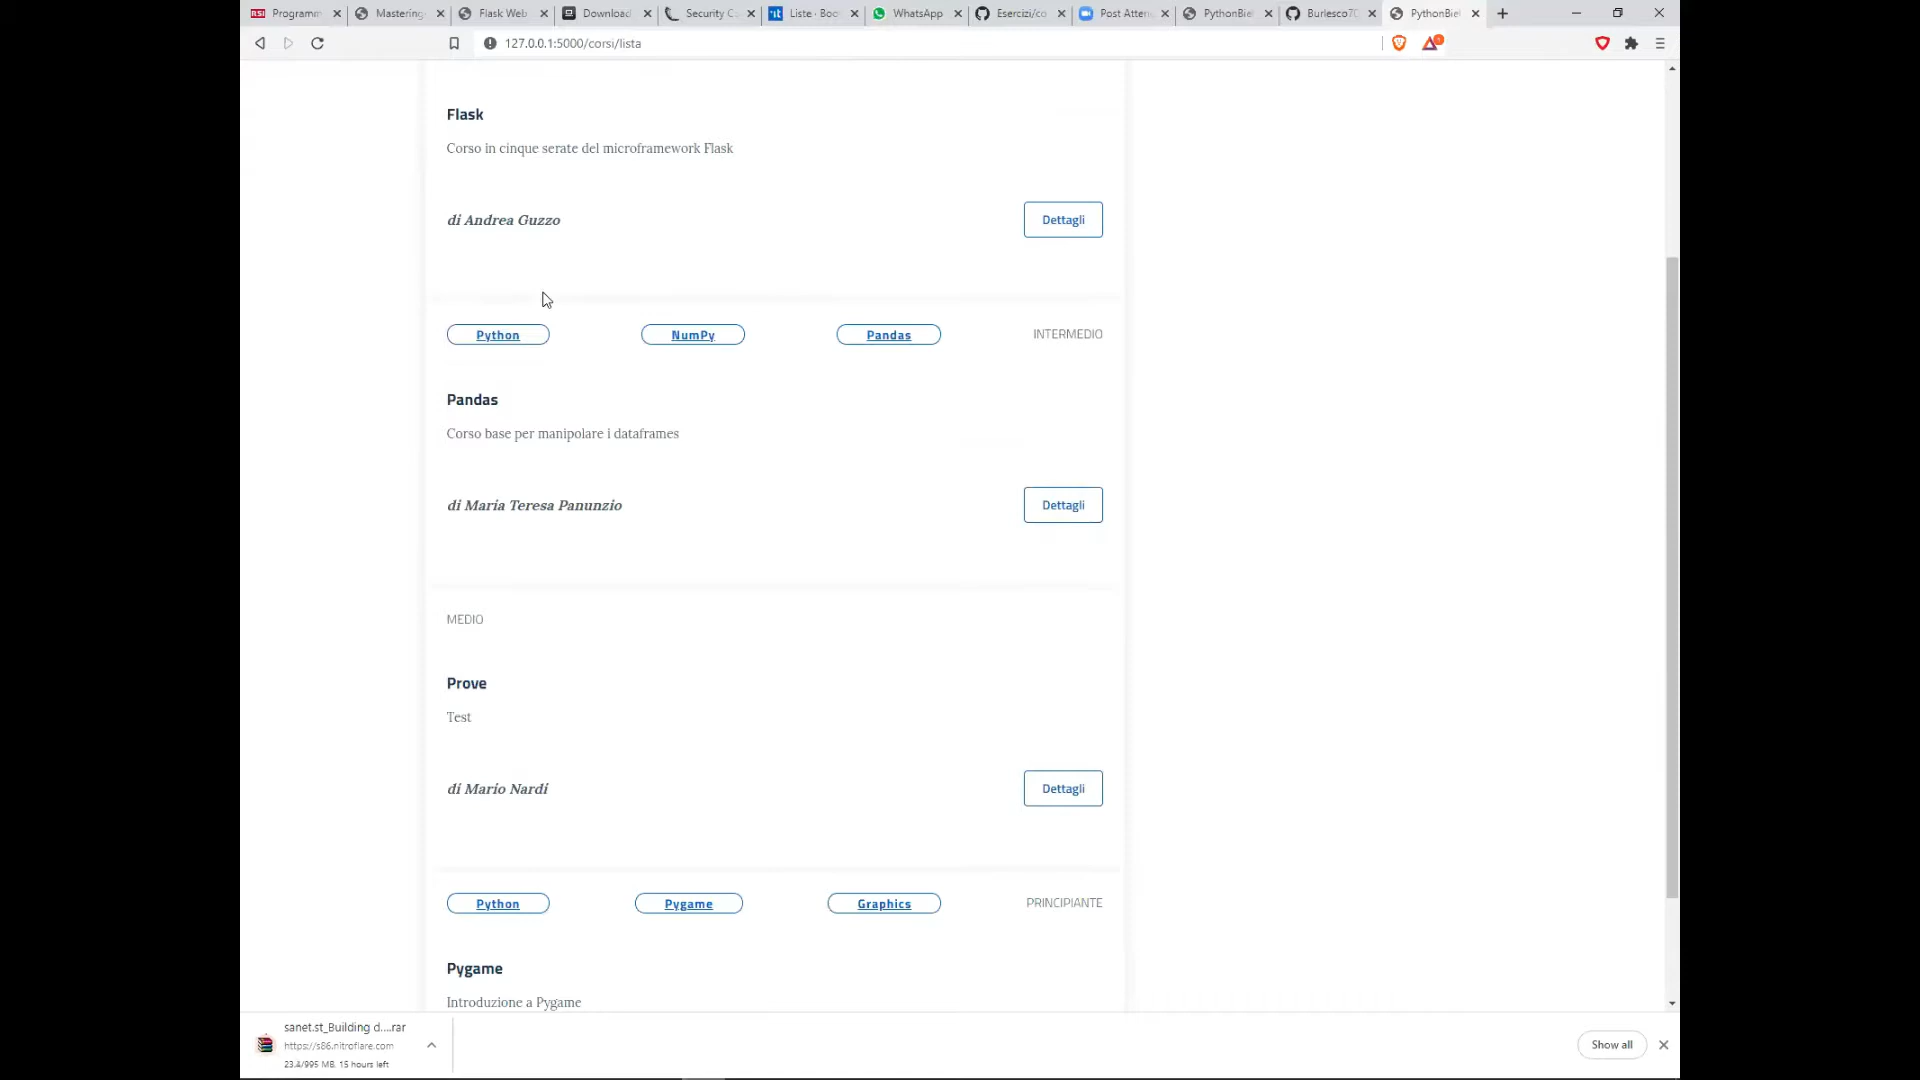 Programm
Mastering
Flask Web
Download
Security C
Liste · Boo
WhatsApp
Esercizi/co
Post Atten
PythonBie
Burlesco70
PythonBie
127.0.0.1:5000/corsi/lista
Flask
Corso in cinque serate del microframework Flask
di Andrea Guzzo
Dettagli
Python
NumPy
Pandas
INTERMEDIO
Pandas
Corso base per manipolare i dataframes
di Maria Teresa Panunzio
Dettagli
MEDIO
Prove
Test
di Mario Nardi
Dettagli
Python
Pygame
Graphics
PRINCIPIANTE
Pygame
Introduzione a Pygame
sanet.st_Building d....rar
https://s86.nitroflare.com
23.4/995 MB, 15 hours left
Show all